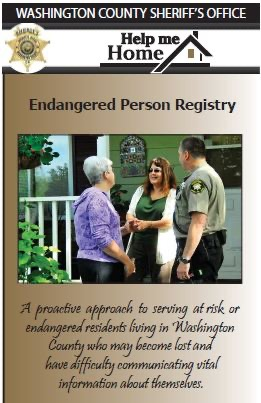 WASHINGTON COUNTY SHERIFF'S OFFICE
SHERIFF
Help me
Home
Endangered Person Registry
A proactive approach to serving at risk or
endangered residents living in Washington
County who may become lost and
have difficulty communicating vital
information about themselves.